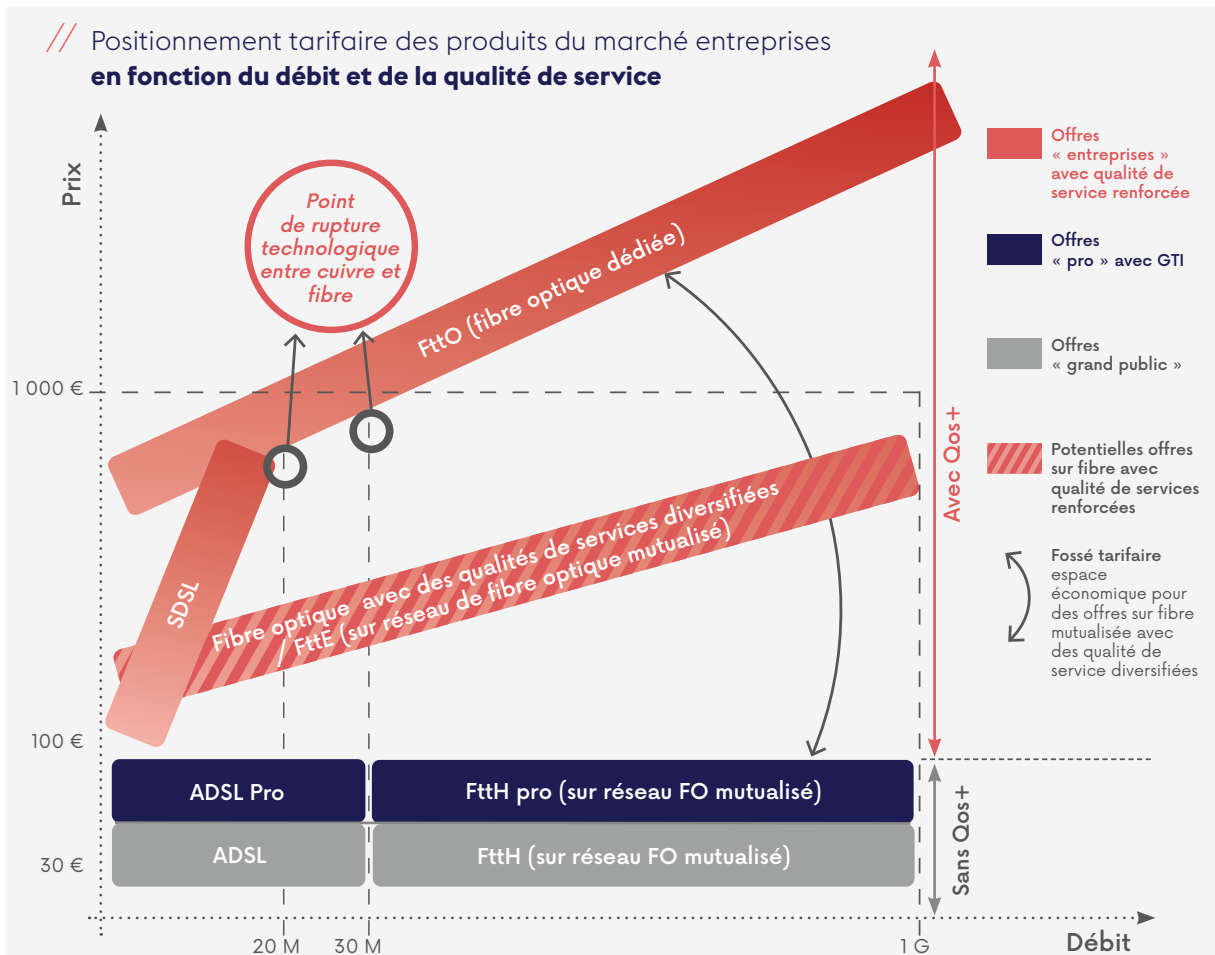 // Positionnement tarifaire des produits du marché entreprises
en fonction du débit et de la qualité de service
Prix
Point
de rupture
technologique
entre cuivre et
fibre
FttO (fibre optique dédiée)
1 000 €
SDSL
Fibre optique avec des qualités de services diversifiées
/ FttE (sur réseau de fibre optique mutualisé)
100 €
ADSL Pro
FttH pro (sur réseau FO mutualisé)
30 €
ADSL
FttH (sur réseau FO mutualisé)
20 M
30 M
1 G
Débit
Avec Qos+
Sans Qos+
Offres
« entreprises »
avec qualité de
service renforcée
Offres
« pro » avec GTI
Offres
« grand public »
Potentielles offres
sur fibre avec
qualité de services
renforcées
Fossé tarifaire
espace
économique pour
des offres sur fibre
mutualisée avec
des qualité de
service diversifiées